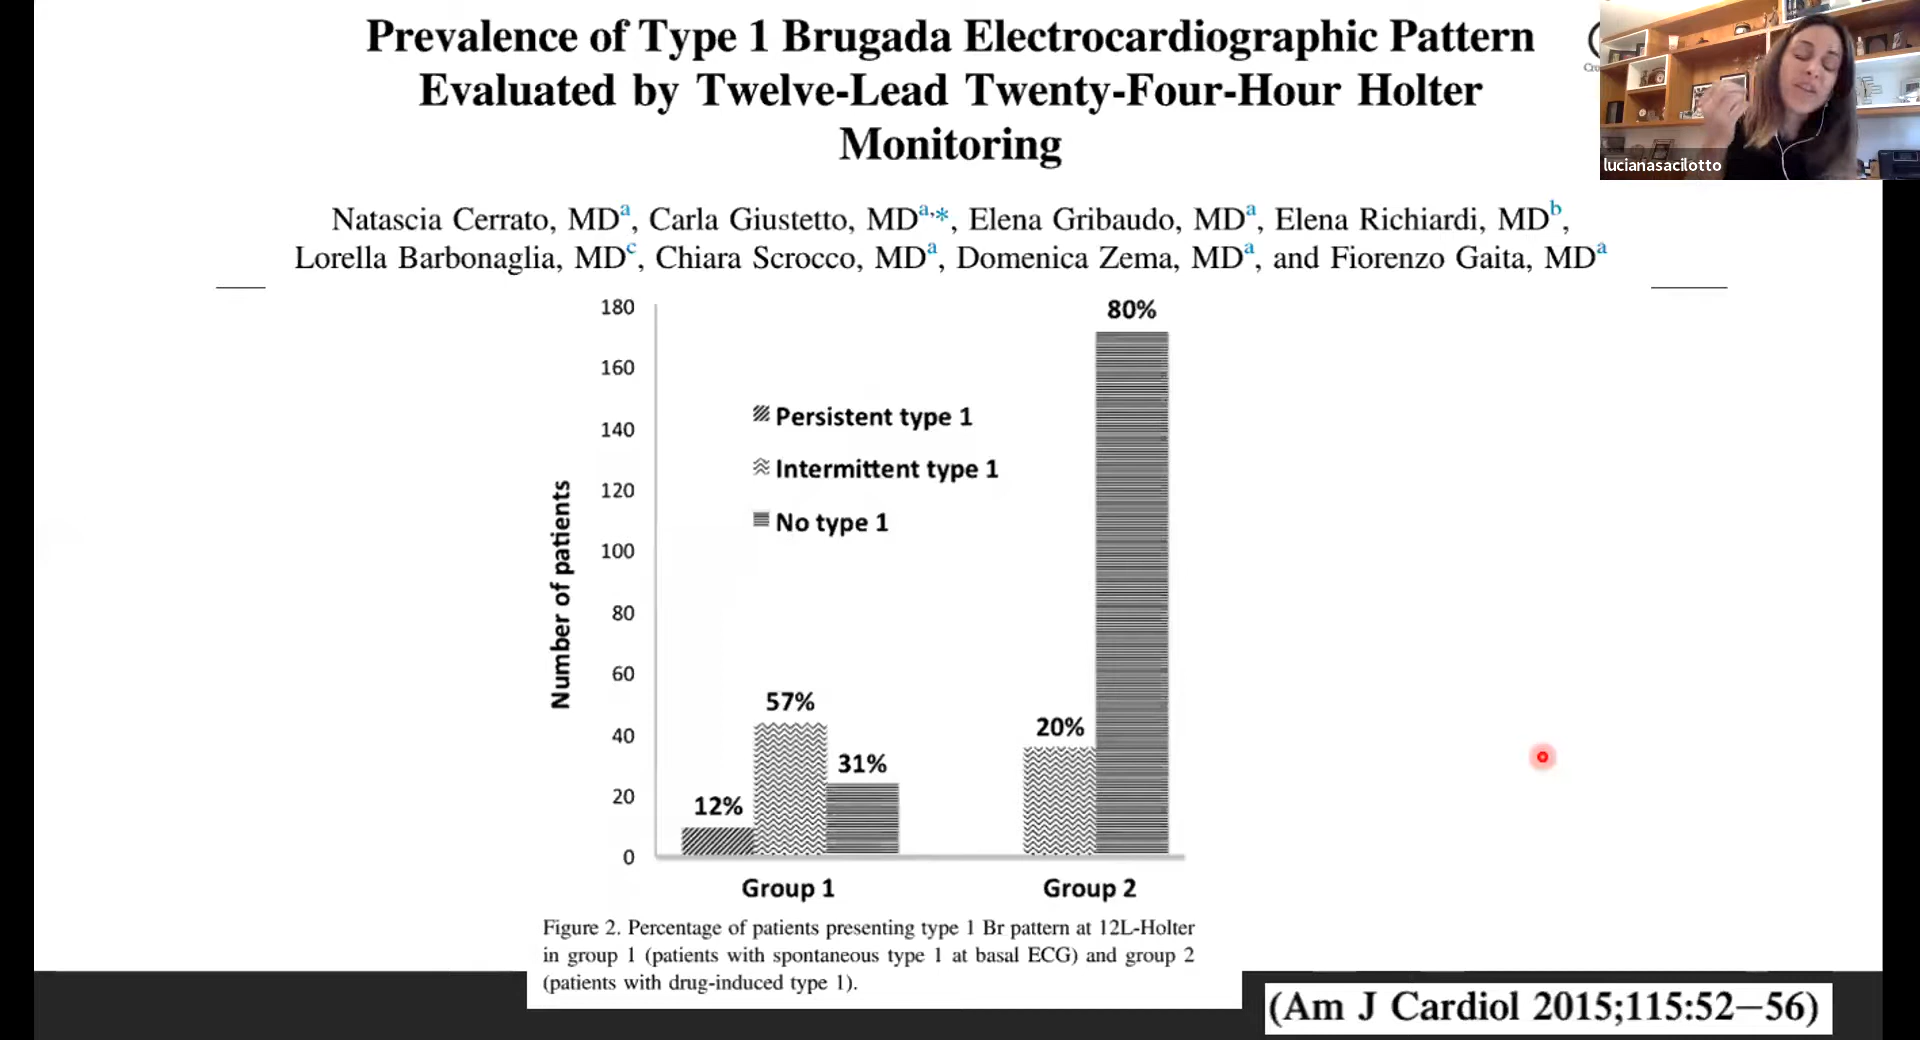 Prevalence of Type 1 Brugada Electrocardiographic Pattern
Evaluated by Twelve-Lead Twenty-Four-Hour Holter
Monitoring
lucianasacilotto
Natascia Cerrato, MDa, Carla Giustetto, MDa,*, Elena Gribaudo, MDa, Elena Richiardi, MDb,
Lorella Barbonaglia, MDc, Chiara Scrocco, MDa, Domenica Zema, MDa, and Fiorenzo Gaita, MDa
Number of patients
180
160
140
120
100
80
60
40
20
0
Persistent type 1
Intermittent type 1
No type 1
12%
57%
31%
20%
80%
Group 1
Group 2
Figure 2. Percentage of patients presenting type 1 Br pattern at 12L-Holter
in group 1 (patients with spontaneous type 1 at basal ECG) and group 2
(patients with drug-induced type 1).
(Am J Cardiol 2015;115:52–56)